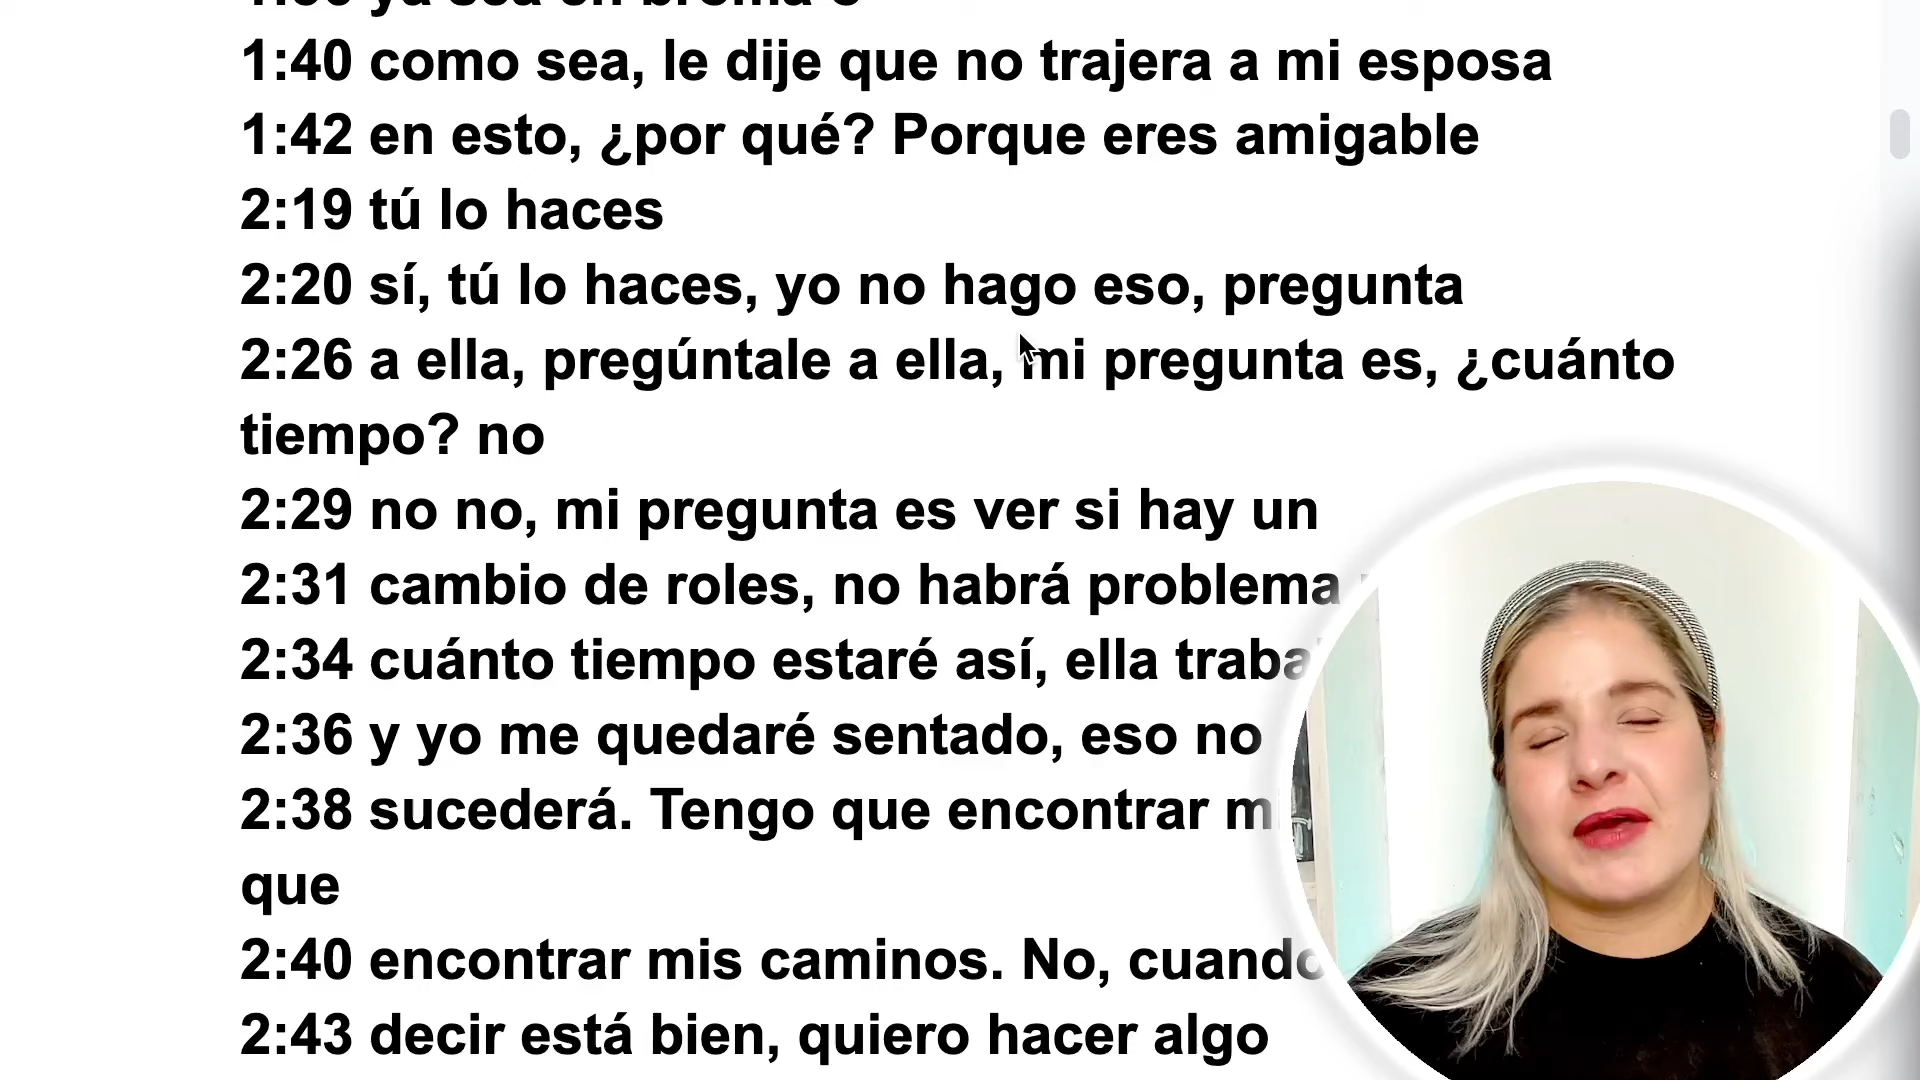 ya sea en broma o
1:40 como sea, le dije que no trajera a mi esposa
1:42 en esto, ¿por qué? Porque eres amigable
2:19 tú lo haces
2:20 sí, tú lo haces, yo no hago eso, pregunta
2:26 a ella, pregúntale a ella, mi pregunta es, ¿cuánto
tiempo? no
2:29 no no, mi pregunta es ver si hay un
2:31 cambio de roles, no habrá problema
2:34 cuánto tiempo estaré así, ella
2:36 y yo me quedaré sentado, eso no
2:38 sucederá. Tengo que encontrar
que
2:40 encontrar mis caminos. No, cuando
2:43 decir está bien, quiero hacer algo